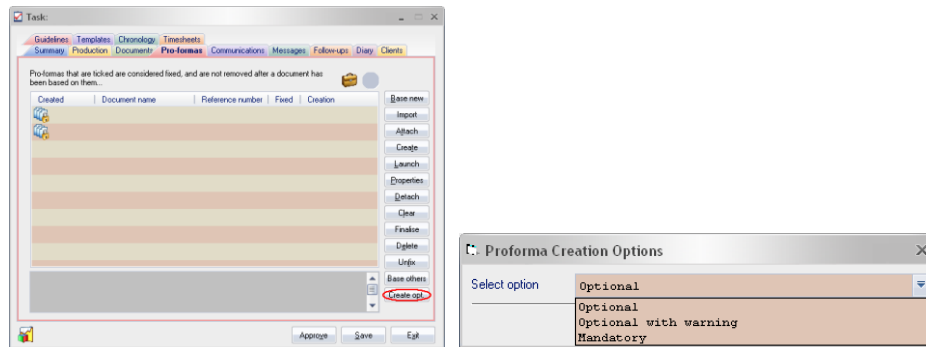 Task:
Guidelines Templates Chronology Timesheets
Summary Production Documents Pro-formas Communications Messages Follow-ups Diary Clients
Pro-formas that are ticked are considered fixed, and are not removed after a document has
been based on them...
Created Document name Reference number Fixed Creation
Base new
Import
Attach
Create
Launch
Properties
Detach
Clear
Finalise
Delete
Unfix
Base others
Create opt.
Approve Save Exit
Proforma Creation Options
Select option Optional
Optional
Optional with warning
Mandatory